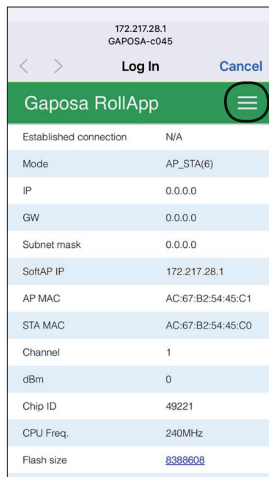 172.217.28.1
GAPOSA-c045
Log In Cancel
Gaposa RollApp
Established connection N/A
Mode AP_STA(6)
IP 0.0.0.0
GW 0.0.0.0
Subnet mask 0.0.0.0
SoftAP IP 172.217.28.1
AP MAC AC:67:B2:54:45:C1
STA MAC AC:67:B2:54:45:C0
Channel 1
dBm 0
Chip ID 49221
CPU Freq. 240MHz
Flash size 8388608